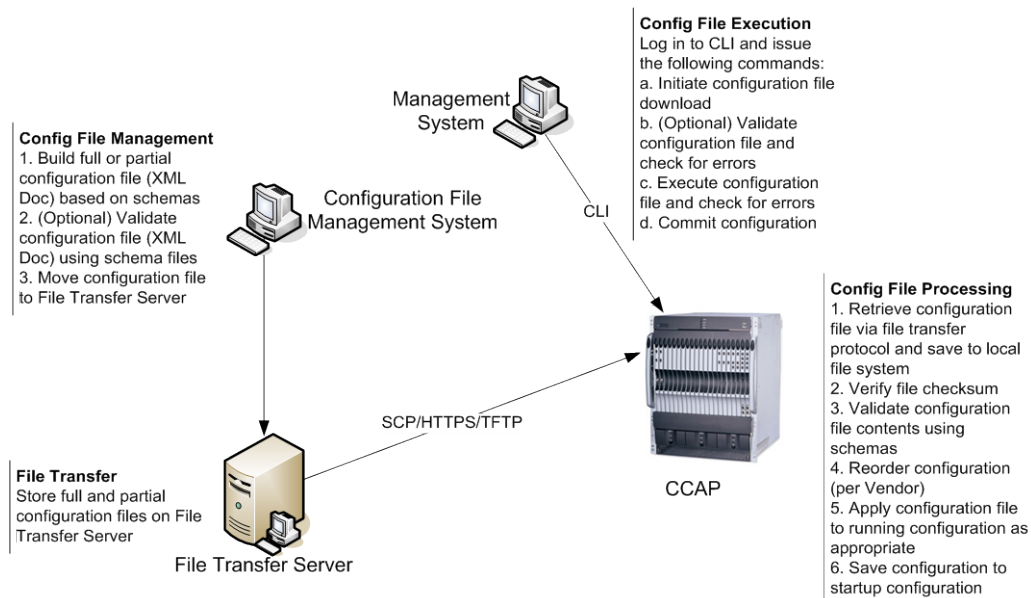 Config File Execution
Log in to CLI and issue
the following commands:
a. Initiate configuration file
download
b. (Optional) Validate
configuration file and
check for errors
c. Execute configuration
file and check for errors
d. Commit configuration
Management
System
Config File Management
1. Build full or partial
configuration file (XML
Doc) based on schemas
2. (Optional) Validate
configuration file (XML
Doc) using schema files
3. Move configuration file
to File Transfer Server
Configuration File
Management System
CLI
Config File Processing
1. Retrieve configuration
file via file transfer
protocol and save to local
file system
2. Verify file checksum
3. Validate configuration
file contents using
schemas
4. Reorder configuration
(per Vendor)
5. Apply configuration file
to running configuration as
appropriate
6. Save configuration to
startup configuration
SCP/HTTPS/TFTP
CCAP
File Transfer
Store full and partial
configuration files on File
Transfer Server
File Transfer Server